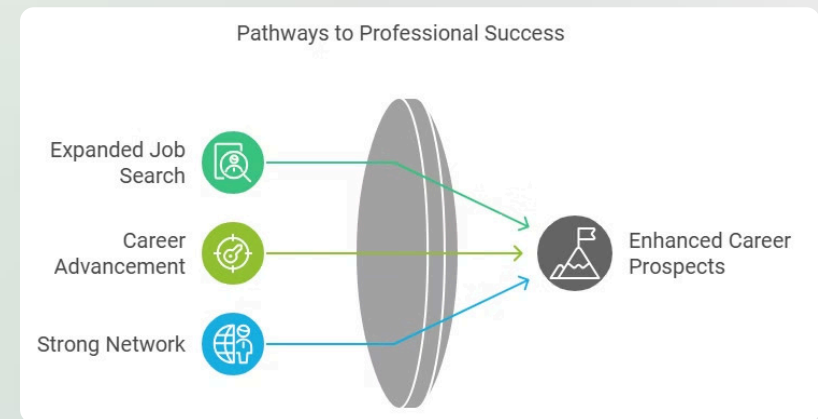 Pathways to Professional Success
Expanded Job
Search
Career
Advancement
Strong Network
Enhanced Career
Prospects